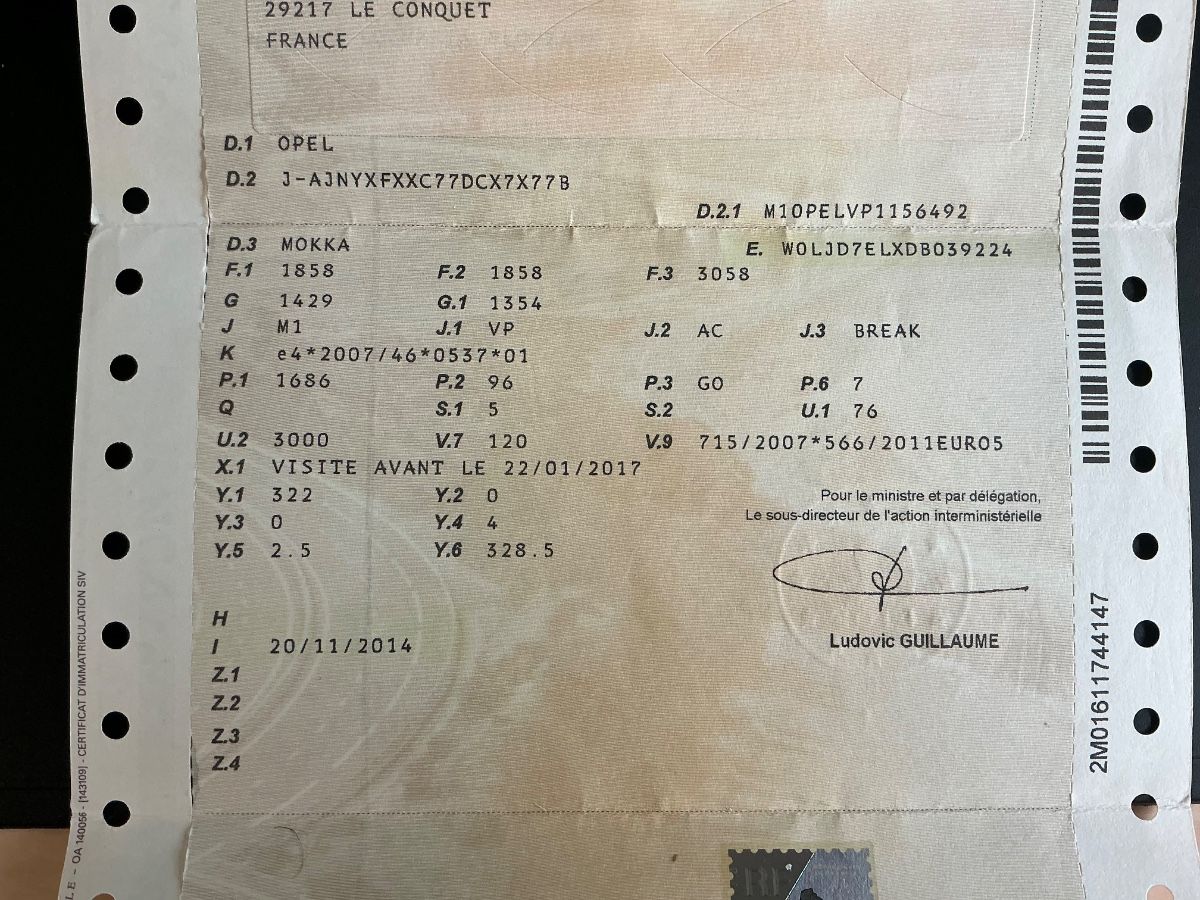 29217 LE CONQUET
FRANCE
D.1 OPEL
D.2 J-AJNYXFXXC77DCX7X77B
D.2.1 M10PELVP1156492
D.3 MOKKA E. W0LJD7ELXDB039224
F.1 1858 F.2 1858 F.3 3058
G 1429 G.1 1354
J M1 J.1 VP J.2 AC J.3 BREAK
K e4*2007/46*0537*01
P.1 1686 P.2 96 P.3 GO P.6 7
Q S.1 5 S.2 U.1 76
U.2 3000 V.7 120 V.9 715/2007*566/2011EURO5
X.1 VISITE AVANT LE 22/01/2017
Y.1 322 Y.2 0
Y.3 0 Y.4 4
Y.5 2.5 Y.6 328.5
Pour le ministre et par délégation,
Le sous-directeur de l'action interministérielle
Ludovic GUILLAUME
H
I 20/11/2014
Z.1
Z.2
Z.3
Z.4
OA 140056 - [143109] - CERTIFICAT D'IMMATRICULATION SIV
2M01611744147
RF